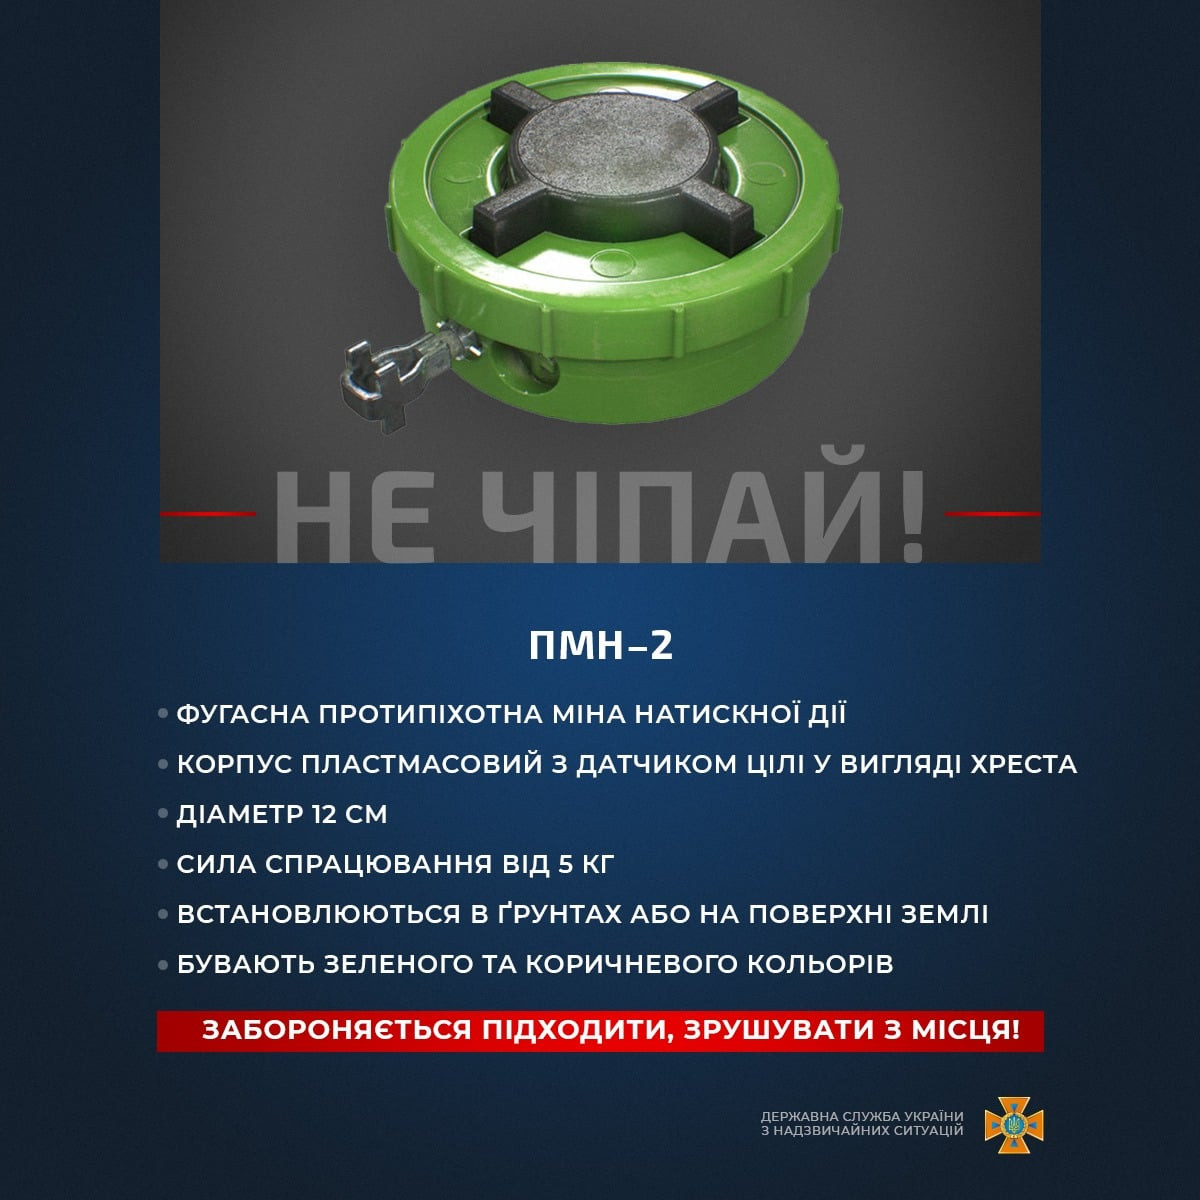 НЕ ЧІПАЙ!
ПМН-2
ФУГАСНА ПРОТИПІХОТНА МІНА НАТИСКНОЇ ДІЇ
КОРПУС ПЛАСТМАСОВИЙ З ДАТЧИКОМ ЦІЛІ У ВИГЛЯДІ ХРЕСТА
ДІАМЕТР 12 СМ
СИЛА СПРАЦЮВАННЯ ВІД 5 КГ
ВСТАНОВЛЮЮТЬСЯ В ҐРУНТАХ АБО НА ПОВЕРХНІ ЗЕМЛІ
БУВАЮТЬ ЗЕЛЕНОГО ТА КОРИЧНЕВОГО КОЛЬОРІВ
ЗАБОРОНЯЄТЬСЯ ПІДХОДИТИ, ЗРУШУВАТИ З МІСЦЯ!
ДЕРЖАВНА СЛУЖБА УКРАЇНИ
З НАДЗВИЧАЙНИХ СИТУАЦІЙ